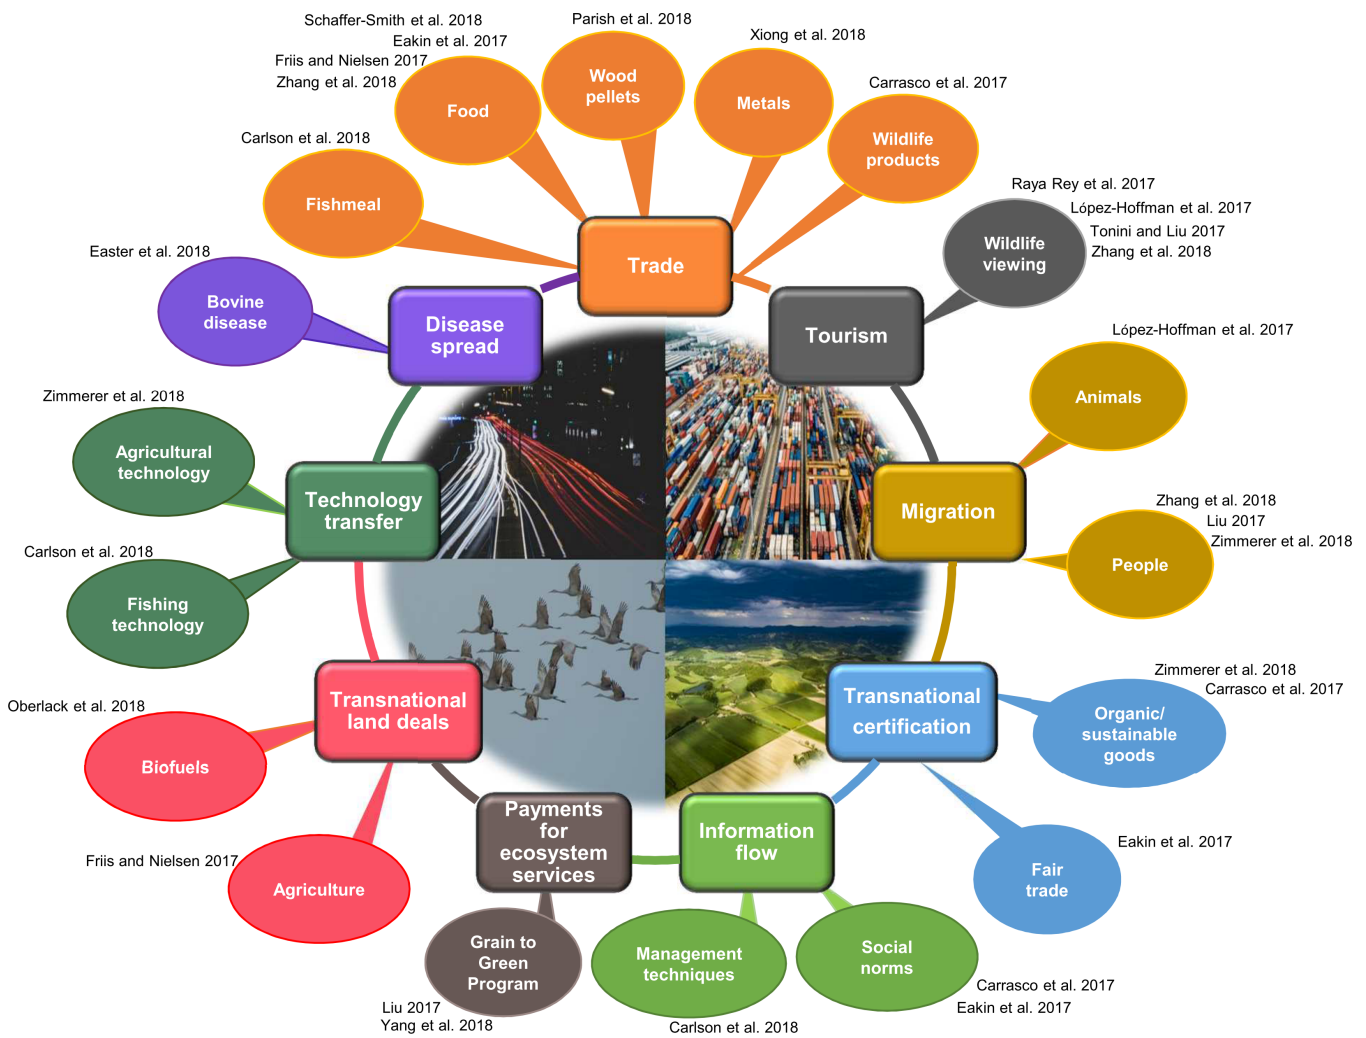 Schaffer-Smith et al. 2018
Eakin et al. 2017
Friis and Nielsen 2017
Zhang et al. 2018
Food
Parish et al. 2018
Wood
pellets
Xiong et al. 2018
Metals
Carrasco et al. 2017
Wildlife
products
Carlson et al. 2018
Fishmeal
Trade
Raya Rey et al. 2017
López-Hoffman et al. 2017
Tonini and Liu 2017
Zhang et al. 2018
Wildlife
viewing
Tourism
Easter et al. 2018
Bovine
disease
Disease
spread
López-Hoffman et al. 2017
Animals
Migration
Zhang et al. 2018
Liu 2017
Zimmerer et al. 2018
People
Zimmerer et al. 2018
Agricultural
technology
Technology
transfer
Carlson et al. 2018
Fishing
technology
Transnational
certification
Zimmerer et al. 2018
Carrasco et al. 2017
Organic/
sustainable
goods
Eakin et al. 2017
Fair
trade
Transnational
land deals
Oberlack et al. 2018
Biofuels
Friis and Nielsen 2017
Agriculture
Payments
for
ecosystem
services
Grain to
Green
Program
Liu 2017
Yang et al. 2018
Information
flow
Management
techniques
Carlson et al. 2018
Social
norms
Carrasco et al. 2017
Eakin et al. 2017